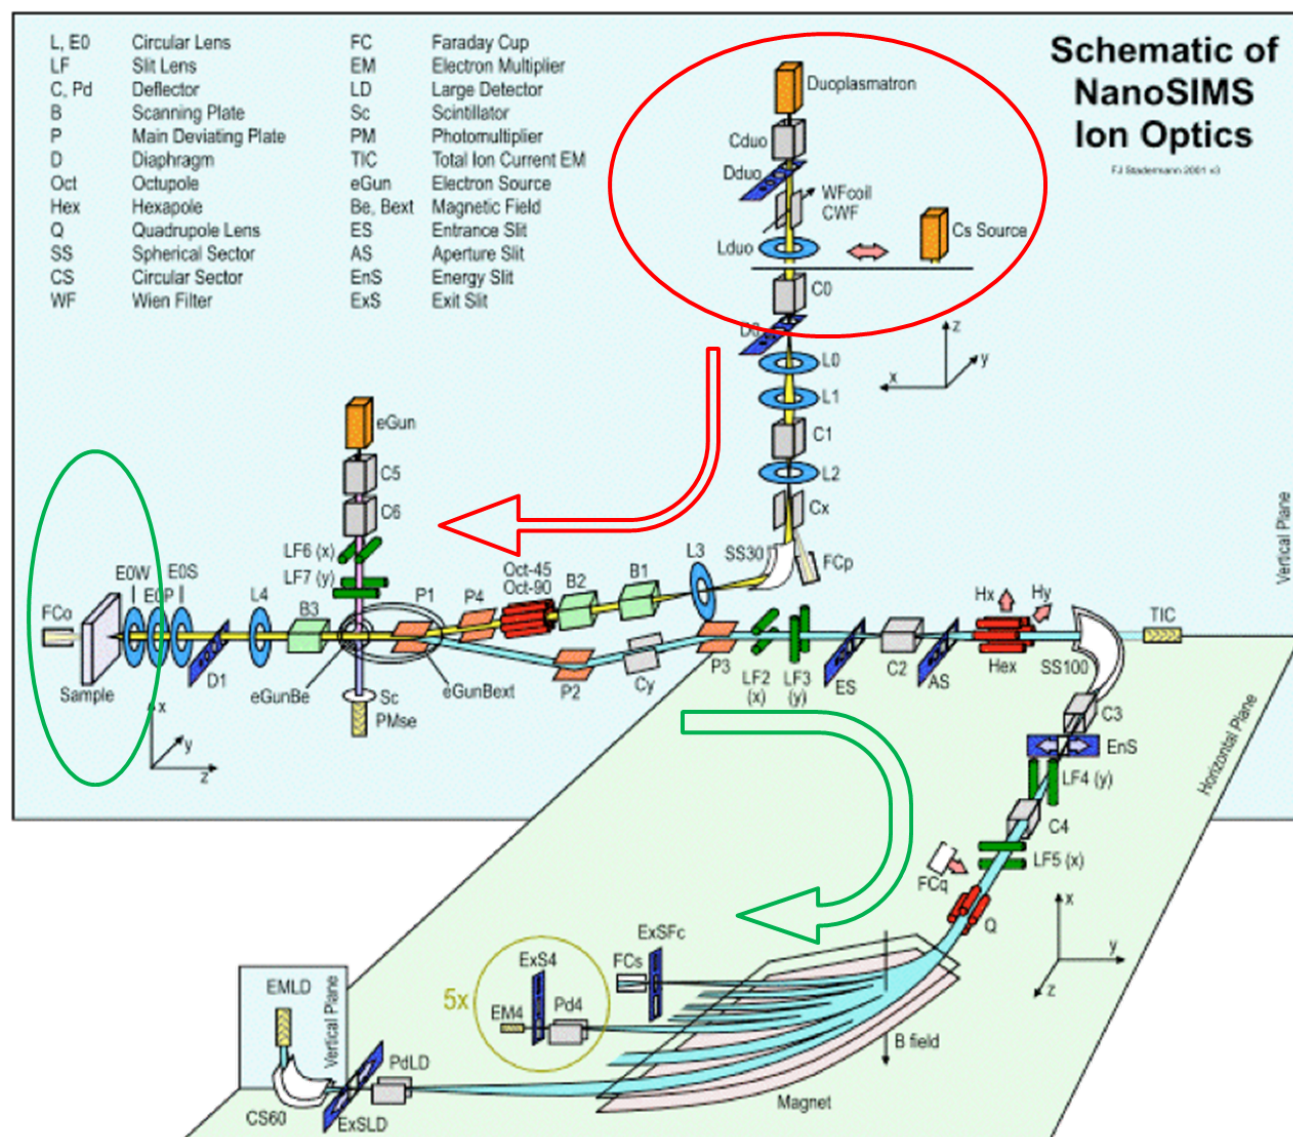 Schematic of
NanoSIMS
Ion Optics
FJ Stadermann 2001 v3
L, E0 Circular Lens FC Faraday Cup
LF Slit Lens EM Electron Multiplier
C, Pd Deflector LD Large Detector
B Scanning Plate Sc Scintillator
P Main Deviating Plate PM Photomultiplier
D Diaphragm TIC Total Ion Current EM
Oct Octupole eGun Electron Source
Hex Hexapole Be, Bext Magnetic Field
Q Quadrupole Lens ES Entrance Slit
SS Spherical Sector AS Aperture Slit
CS Circular Sector EnS Energy Slit
WF Wien Filter ExS Exit Slit
Duoplasmatron
Cduo
Dduo
WFcoil
CWF
Lduo
Cs Source
C0
D3
z
y
x
L0
L1
C1
L2
Cx
SS30
FCp
Vertical Plane
eGun
C5
C6
LF6 (x)
LF7 (y)
L3
B1
B2
Oct-45
Oct-90
P4
P1
E0W
E0P
E0S
L4
B3
FCo
Sample
D1
x
y
z
eGunBe
Sc
PMse
eGunBext
P2
Cy
P3
LF2
(x)
LF3
(y)
ES
C2
AS
Hx
Hy
Hex
SS100
TIC
C3
EnS
LF4 (y)
C4
LF5 (x)
FCq
Q
Horizontal Plane
x
y
z
ExSFc
FCs
ExS4
5x
EM4
Pd4
B field
Magnet
EMLD
Vertical Plane
PdLD
CS60
ExSLD